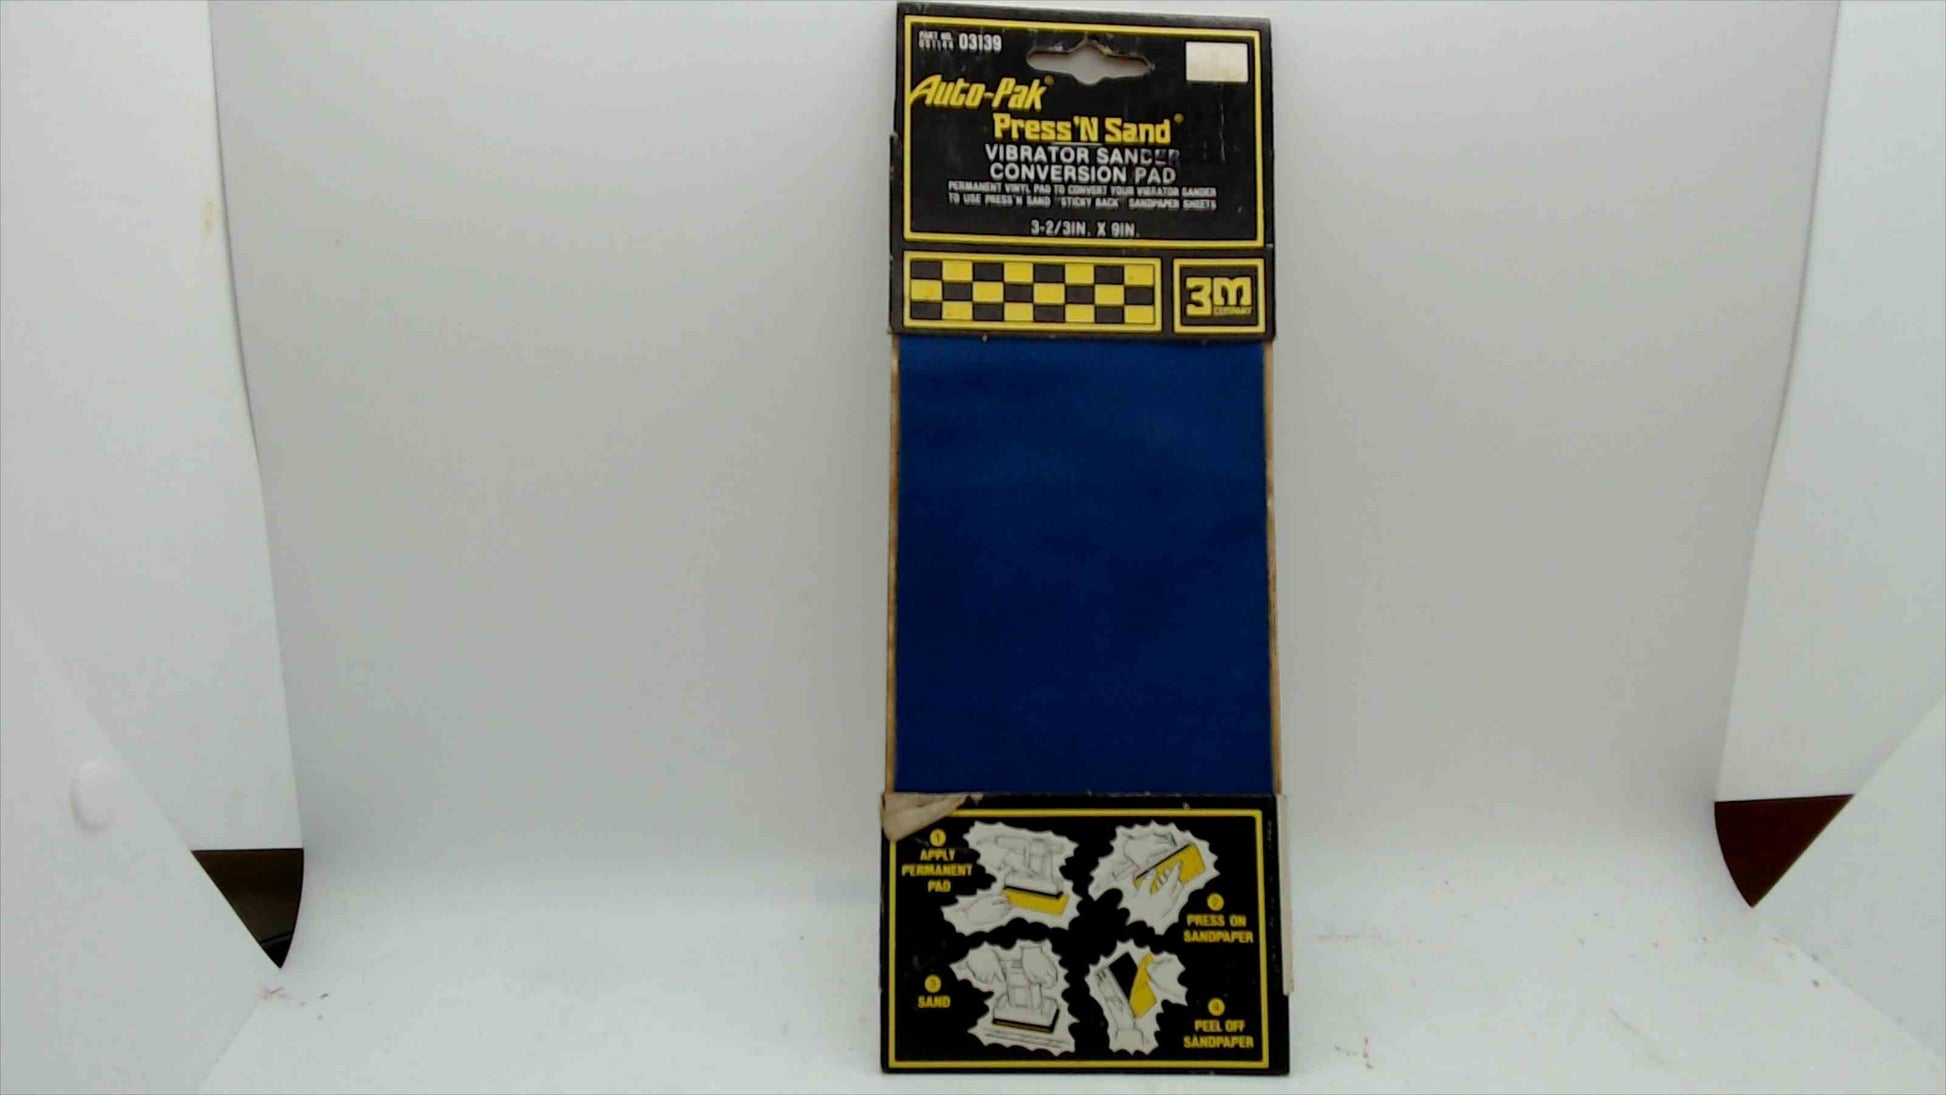 PART NO.
051144 03139
Auto-Pak®
Press'N Sand®
VIBRATOR SANDER
CONVERSION PAD
PERMANENT VINYL PAD TO CONVERT YOUR VIBRATOR SANDER
TO USE PRESS'N SAND "STICKY BACK" SANDPAPER SHEETS
3-2/3IN. X 9IN.
3M
COMPANY
1
APPLY
PERMANENT
PAD
2
PRESS ON
SANDPAPER
3
SAND
4
PEEL OFF
SANDPAPER